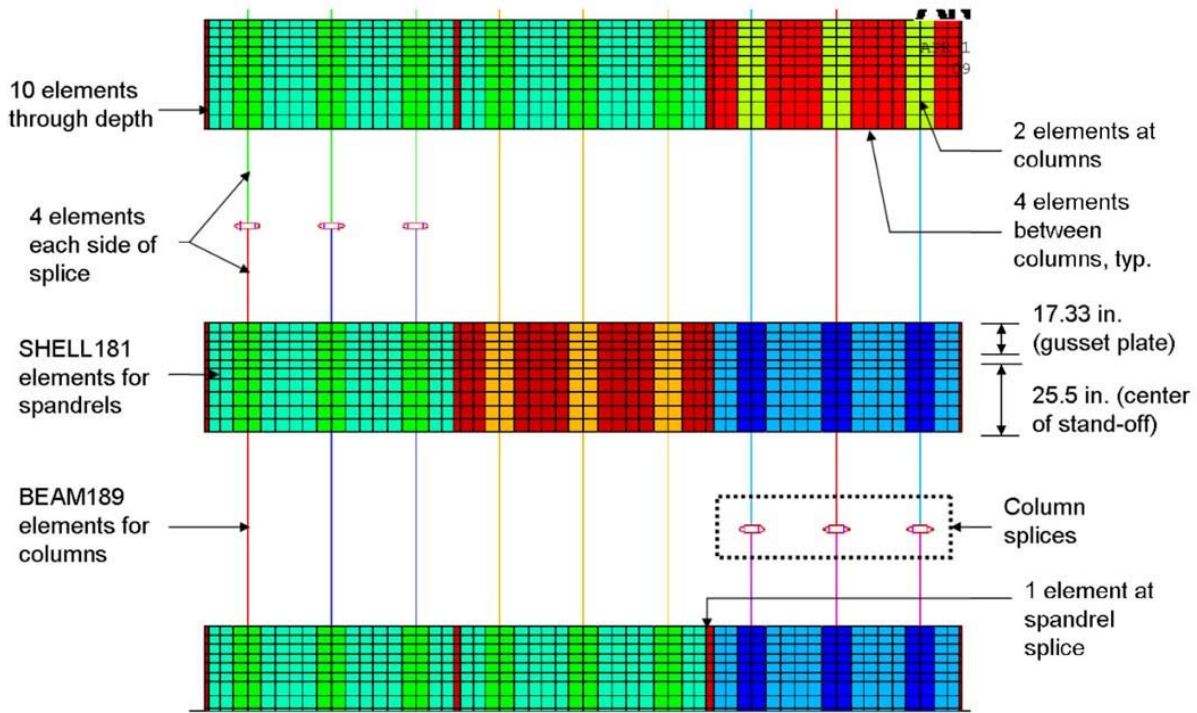 10 elements
through depth
2 elements at
columns
4 elements
between
columns, typ.
4 elements
each side of
splice
17.33 in.
(gusset plate)
SHELL181
elements for
spandrels
25.5 in. (center
of stand-off)
BEAM189
elements for
columns
Column
splices
1 element at
spandrel
splice